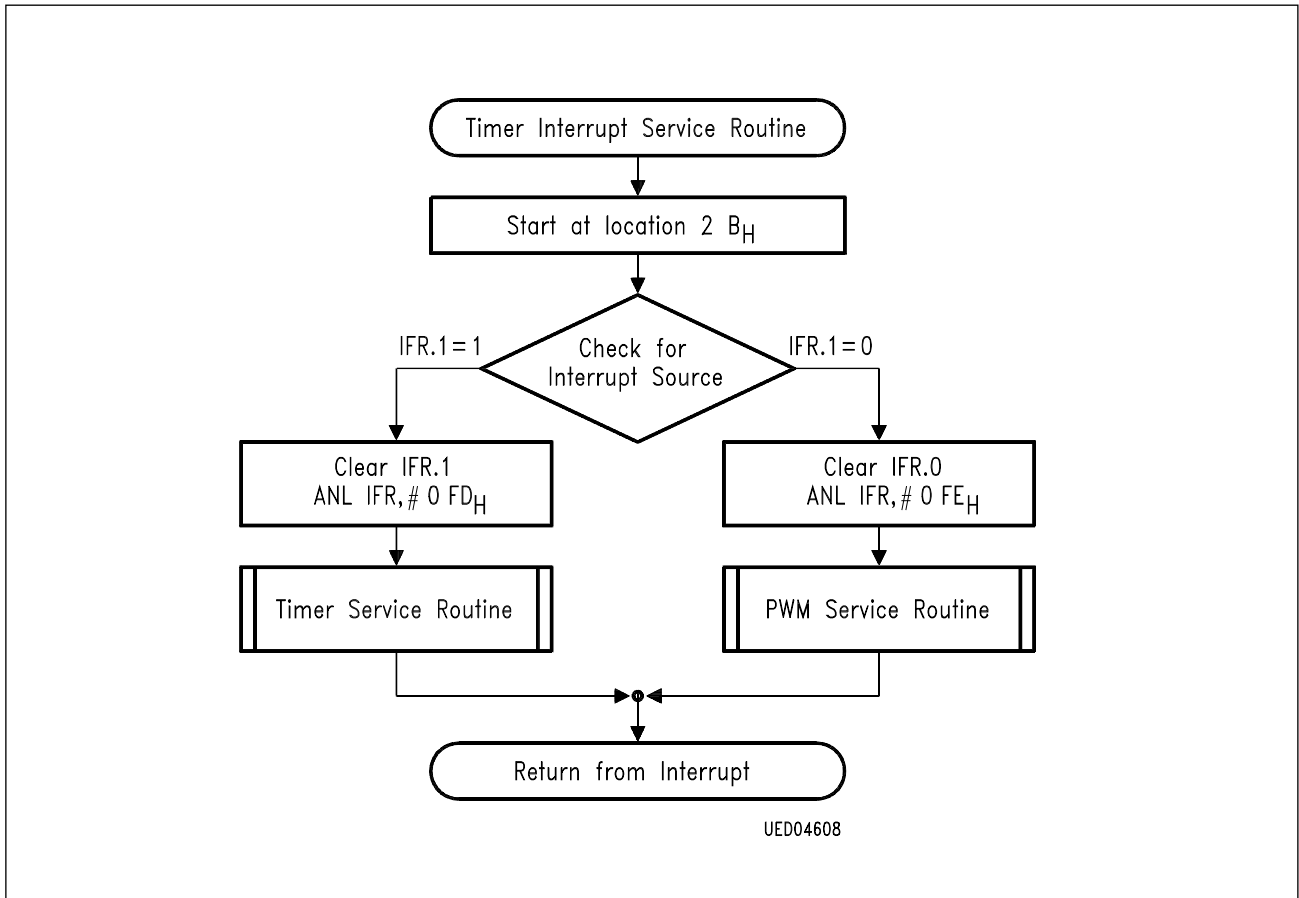 Timer Interrupt Service Routine
Start at location 2 BH
IFR.1=1
Check for
Interrupt Source
IFR.1=0
Clear IFR.1
ANL IFR,# 0 FDH
Clear IFR.0
ANL IFR,# 0 FEH
Timer Service Routine
PWM Service Routine
Return from Interrupt
UED04608